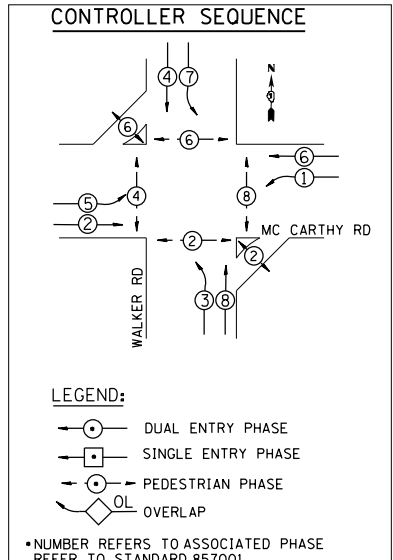 CONTROLLER SEQUENCE
4 7
N
6
6
6
1
5
4
8
2
MC CARTHY RD
2
2
WALKER RD
3 8
LEGEND:
DUAL ENTRY PHASE
SINGLE ENTRY PHASE
PEDESTRIAN PHASE
OL
OVERLAP
• NUMBER REFERS TO ASSOCIATED PHASE
REFER TO STANDARD 857001